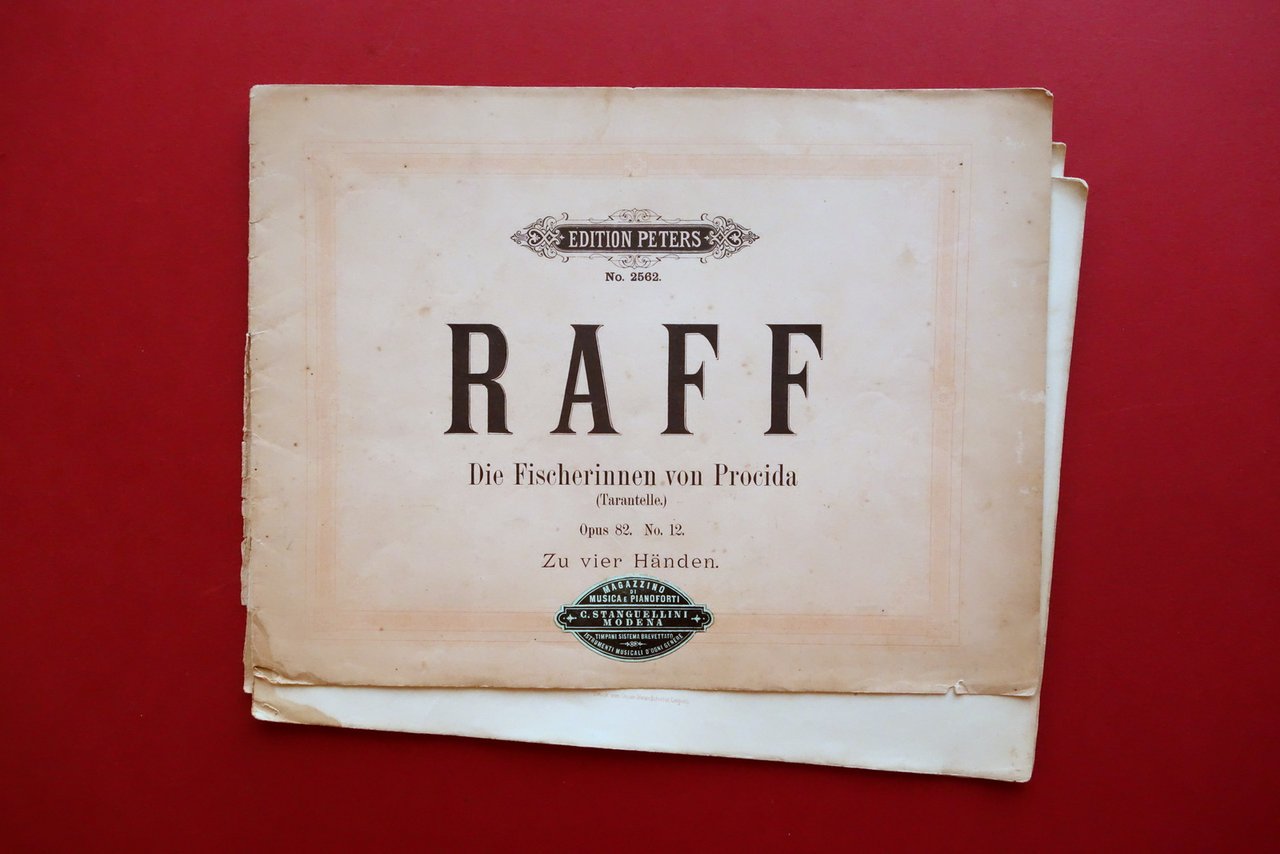 EDITION PETERS
No. 2562.
RAFF
Die Fischerinnen von Procida
(Tarantelle.)
Opus 82. No. 12.
Zu vier Händen.
MAGAZZINO
DI
MUSICA E PIANOFORTI
C. STANGUELLINI
MODENA
TIMPANI SISTEMA BREVETTATO
ISTROMENTI MUSICALI D'OGNI GENERE